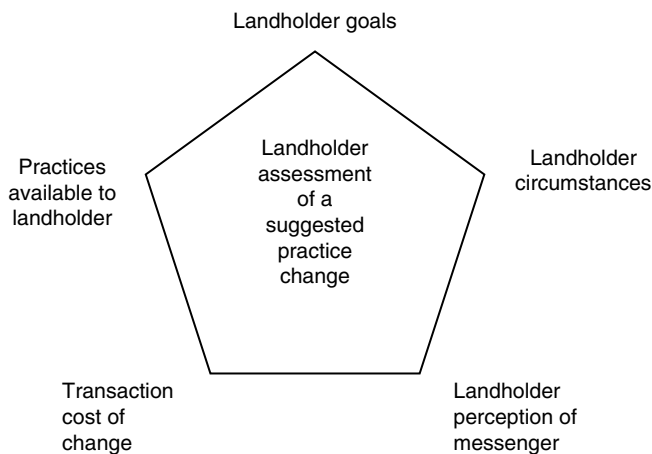 Landholder goals
Practices
available to
landholder
Landholder
assessment
of a
suggested
practice
change
Landholder
circumstances
Transaction
cost of
change
Landholder
perception of
messenger